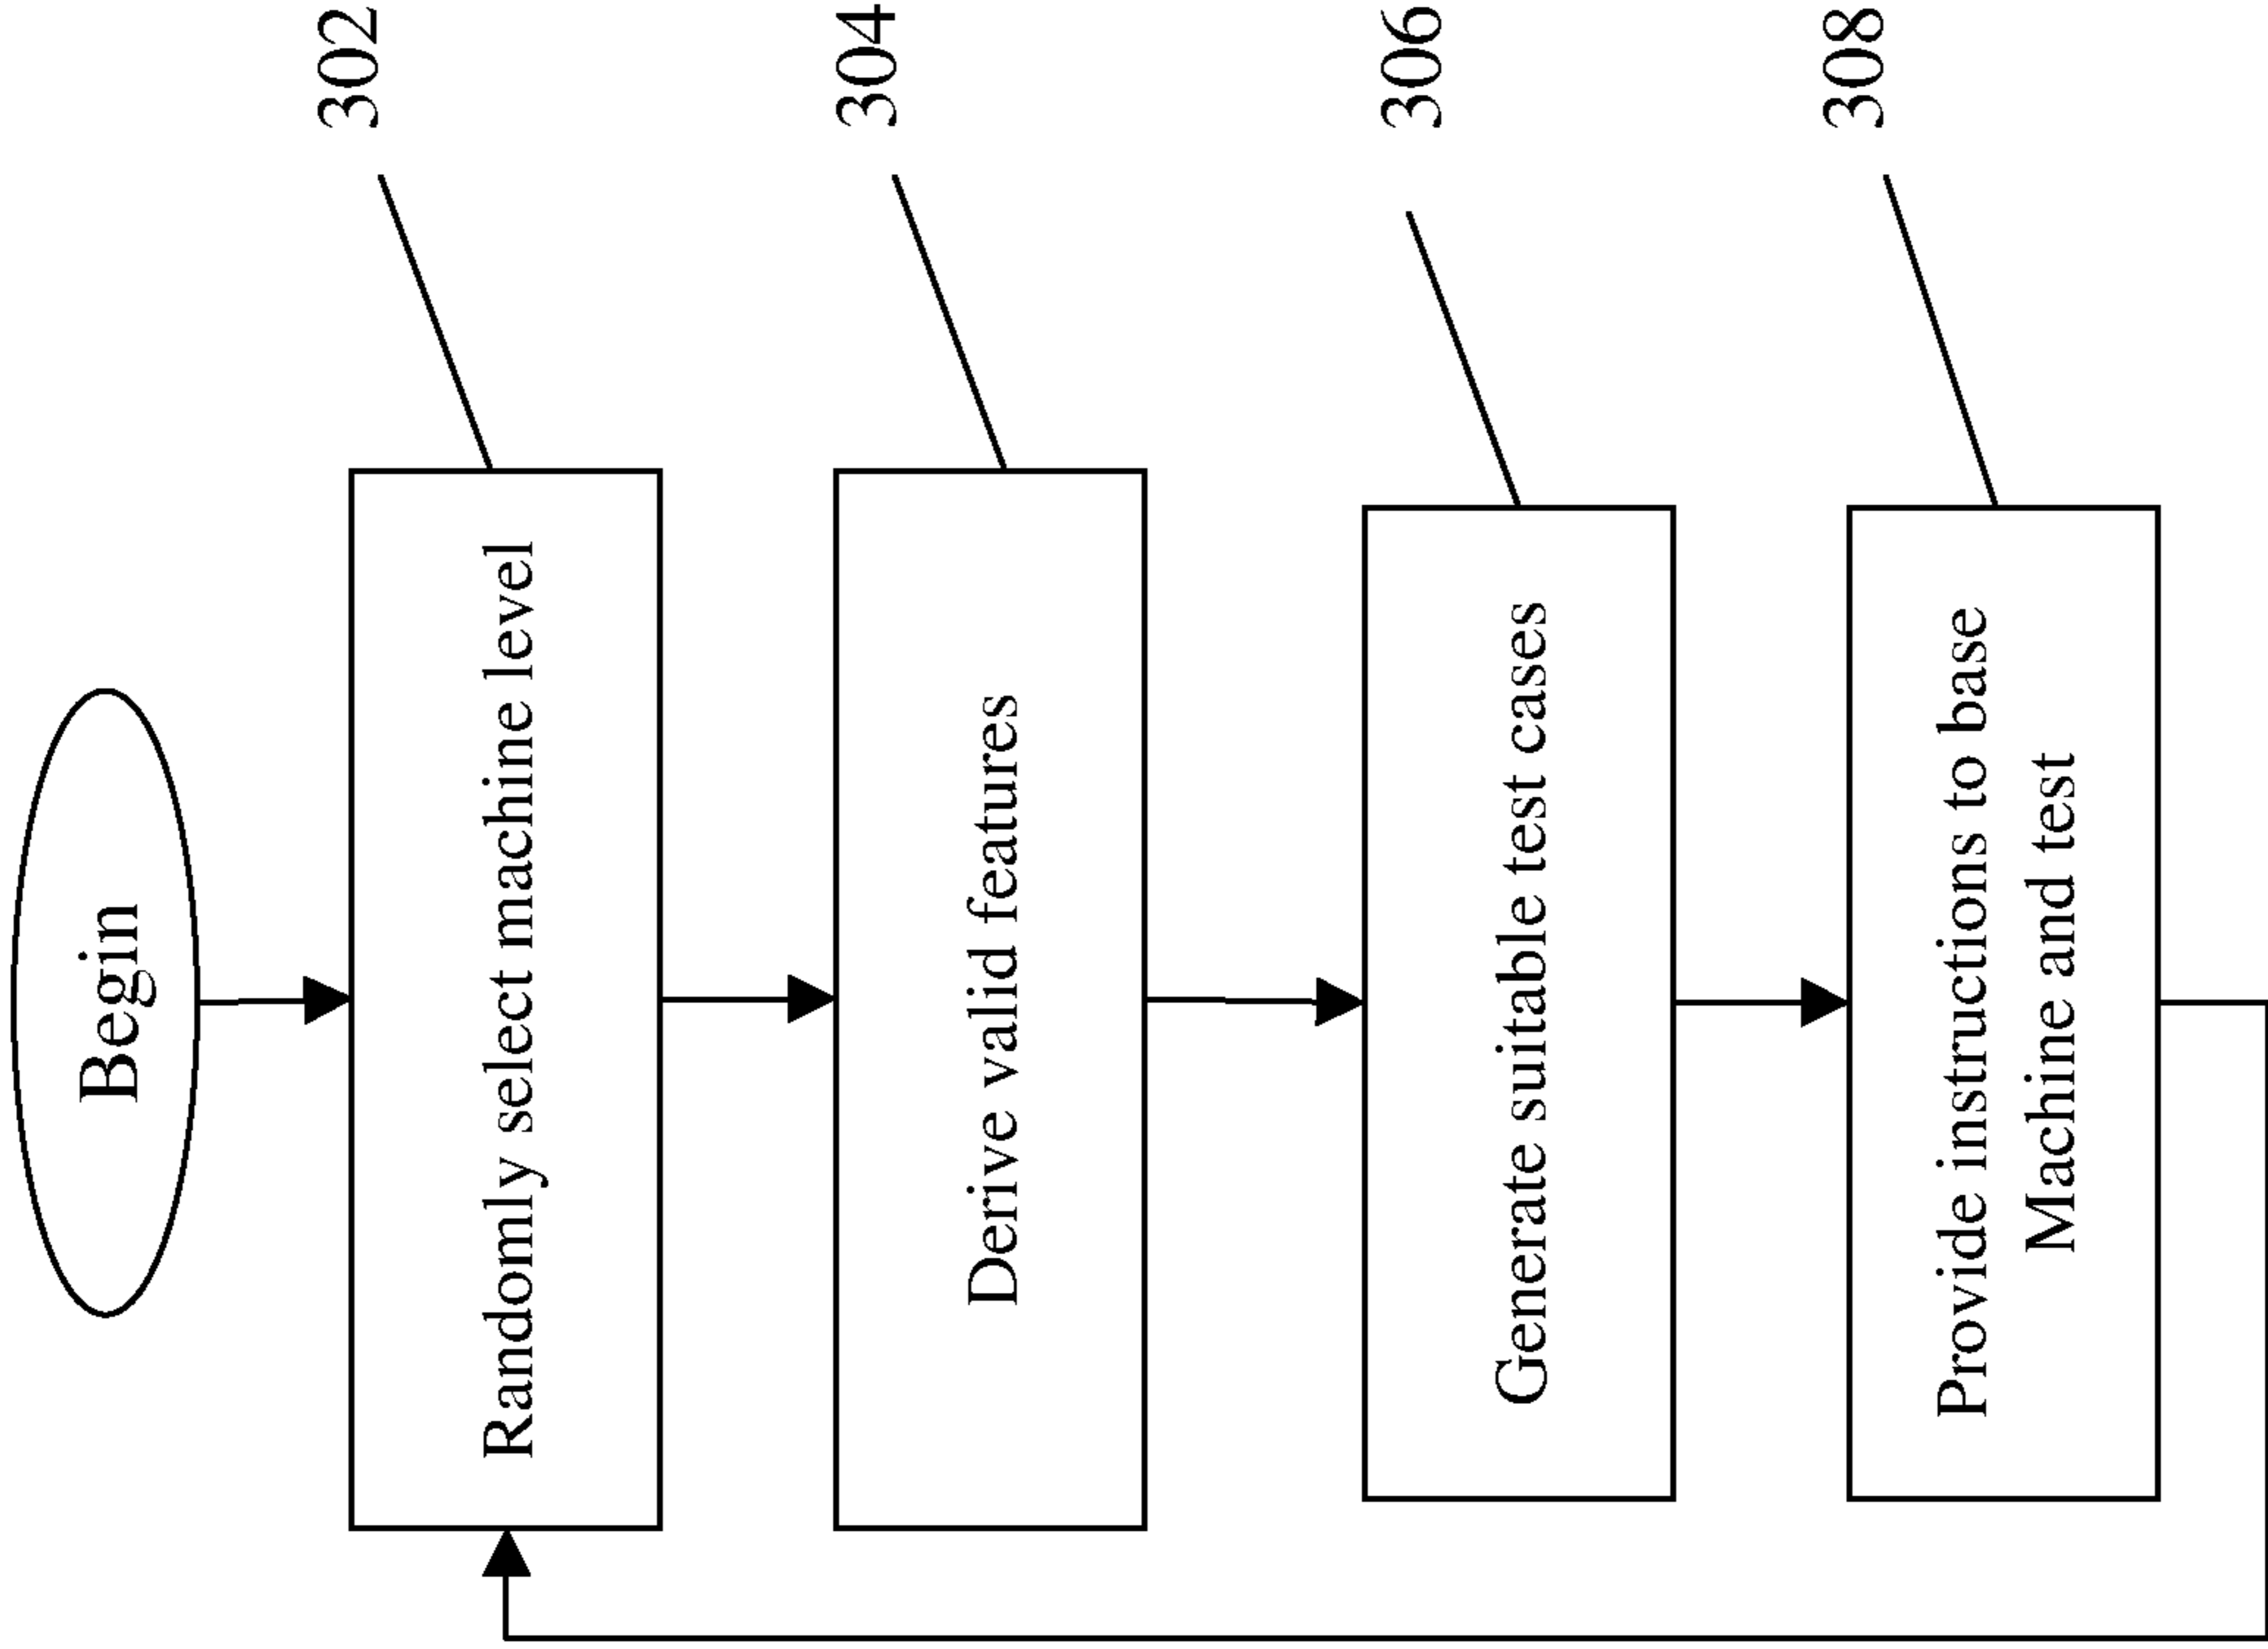 Begin
Randomly select machine level
302
Derive valid features
304
Generate suitable test cases
306
Provide instructions to base
Machine and test
308